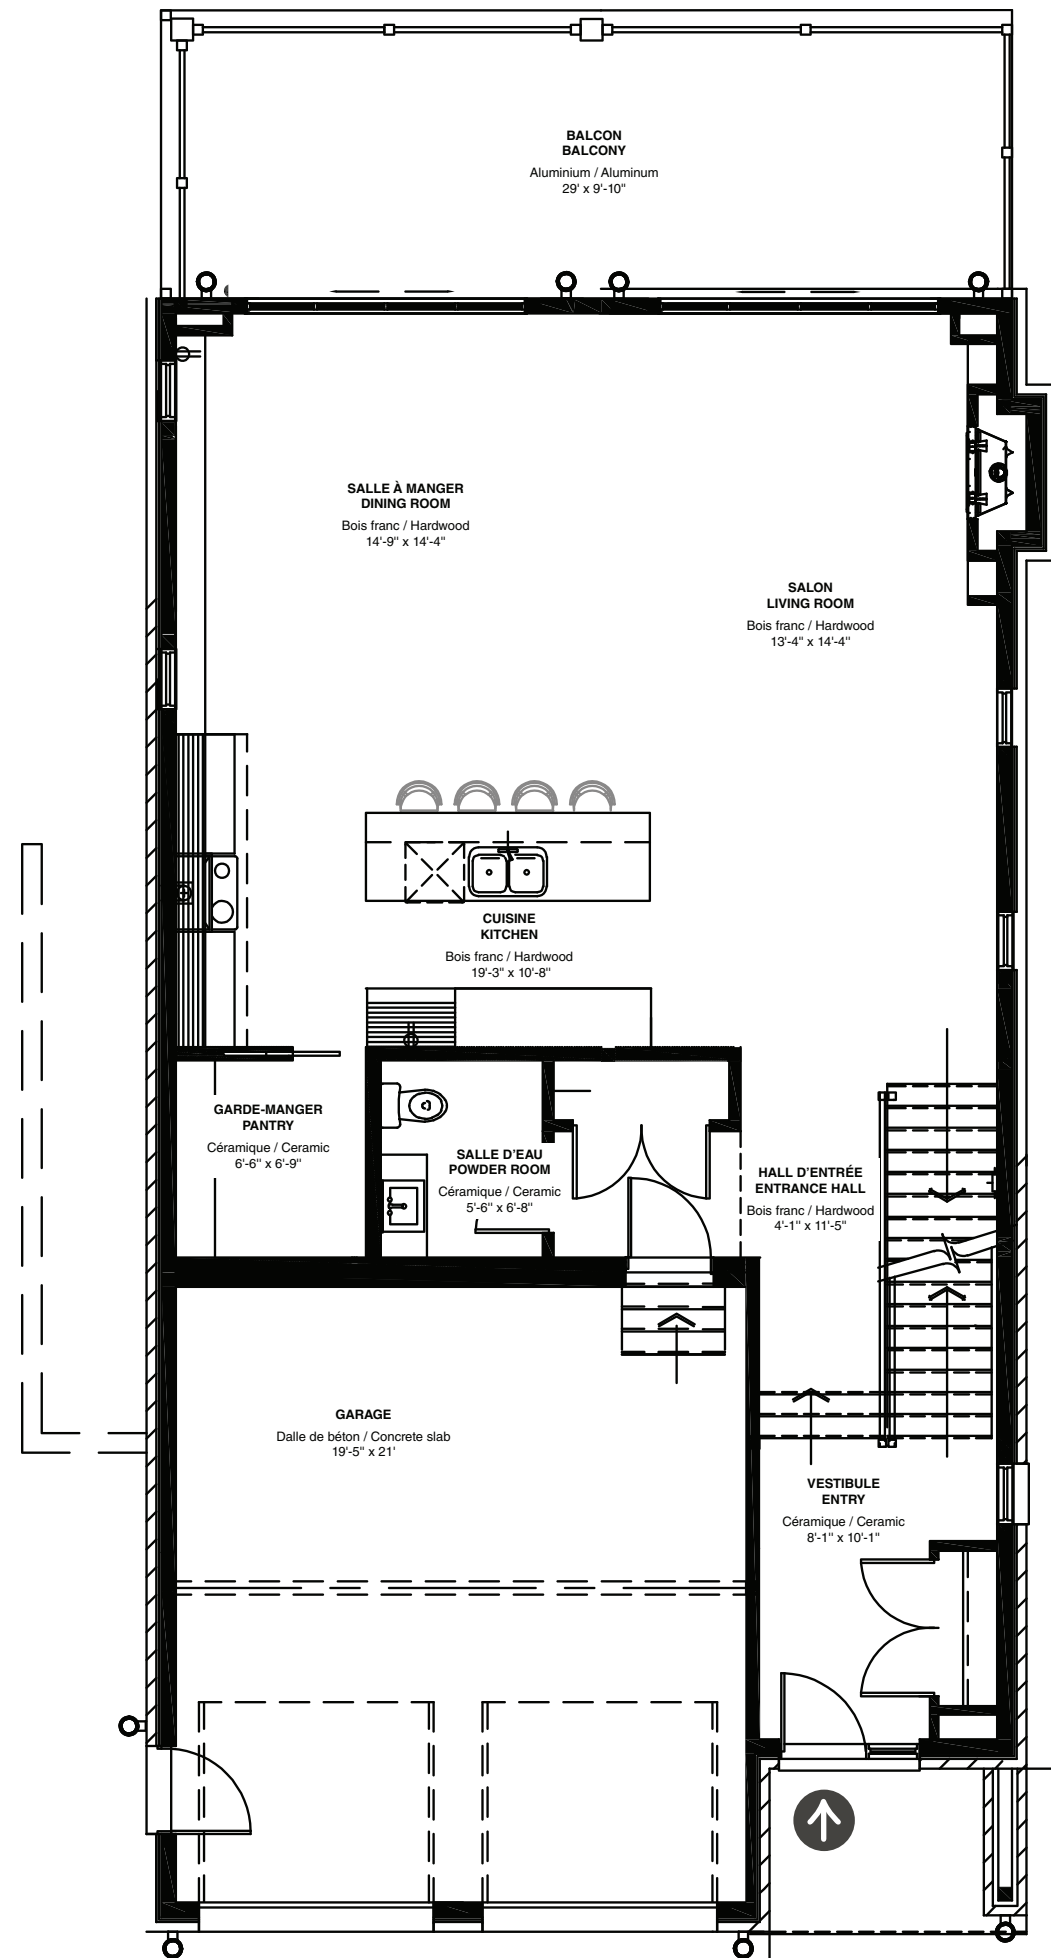 BALCON
BALCONY
Aluminium / Aluminum
29' x 9'-10"
SALLE À MANGER
DINING ROOM
Bois franc / Hardwood
14'-9" x 14'-4"
SALON
LIVING ROOM
Bois franc / Hardwood
13'-4" x 14'-4"
CUISINE
KITCHEN
Bois franc / Hardwood
19'-3" x 10'-8"
GARDE-MANGER
PANTRY
Céramique / Ceramic
6'-6" x 6'-9"
SALLE D'EAU
POWDER ROOM
Céramique / Ceramic
5'-6" x 6'-8"
HALL D'ENTRÉE
ENTRANCE HALL
Bois franc / Hardwood
4'-1" x 11'-5"
GARAGE
Dalle de béton / Concrete slab
19'-5" x 21'
VESTIBULE
ENTRY
Céramique / Ceramic
8'-1" x 10'-1"